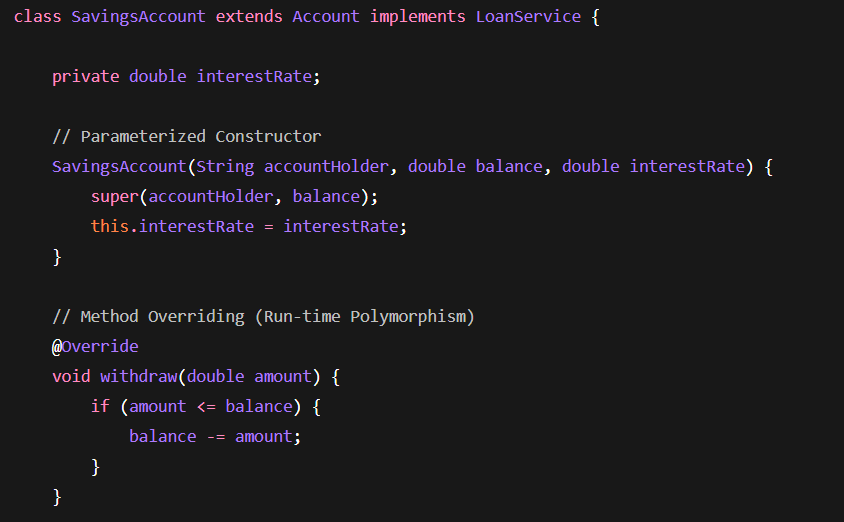 class SavingsAccount extends Account implements LoanService {
private double interestRate;
// Parameterized Constructor
SavingsAccount(String accountHolder, double balance, double interestRate) {
super(accountHolder, balance);
this.interestRate = interestRate;
}
// Method Overriding (Run-time Polymorphism)
@Override
void withdraw(double amount) {
if (amount <= balance) {
balance -= amount;
}
}